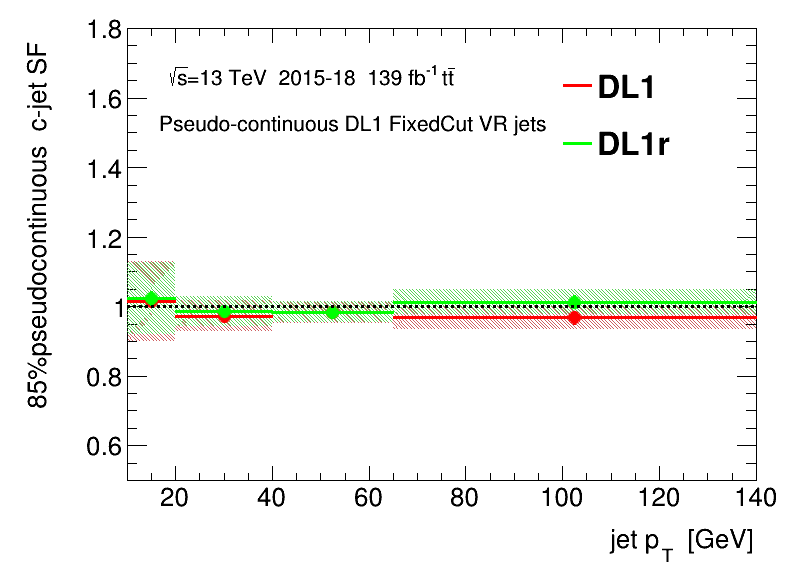 85%pseudocontinuous c-jet SF
1.8
1.6
1.4
1.2
1
0.8
0.6
√s=13 TeV 2015-18 139 fb⁻¹ tt̄
Pseudo-continuous DL1 FixedCut VR jets
DL1
DL1r
20 40 60 80 100 120 140
jet p_T [GeV]